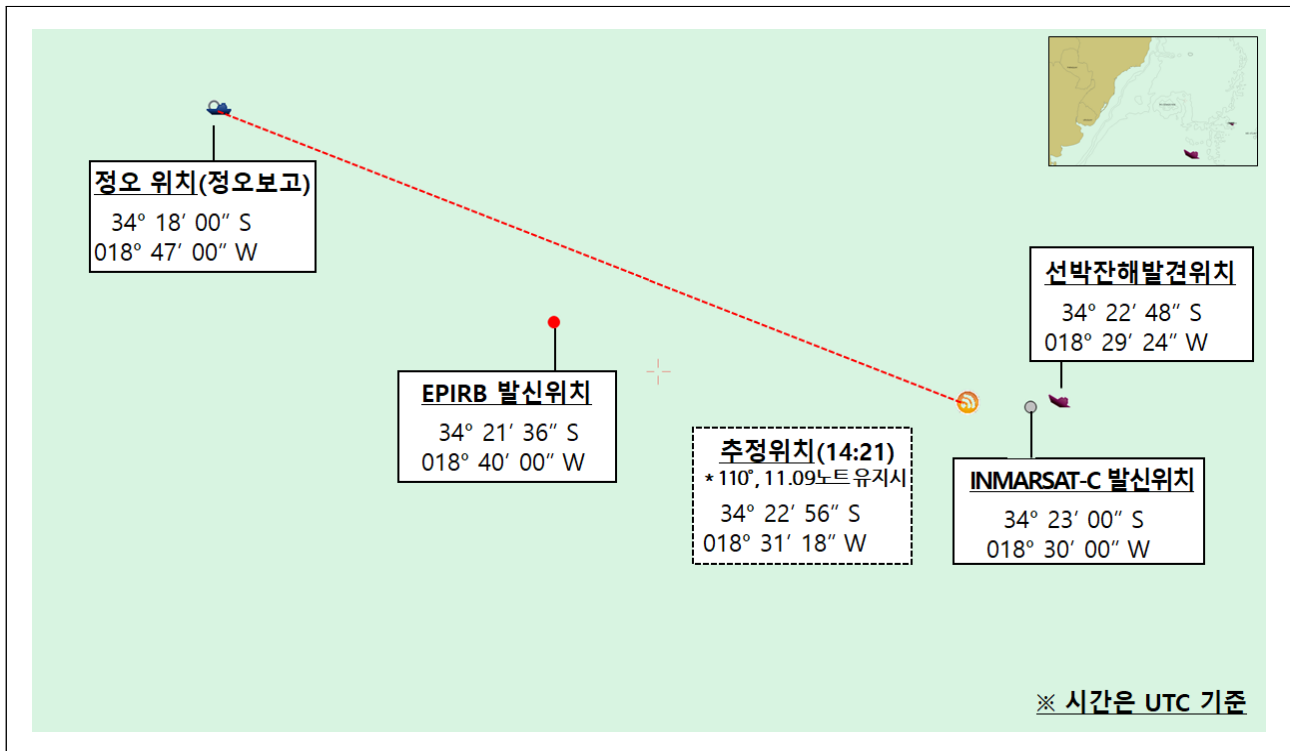 정오 위치(정오보고)
34° 18′ 00″ S
018° 47′ 00″ W
선박잔해발견위치
34° 22′ 48″ S
018° 29′ 24″ W
EPIRB 발신위치
34° 21′ 36″ S
018° 40′ 00″ W
추정위치(14:21)
* 110°, 11.09노트 유지시
34° 22′ 56″ S
018° 31′ 18″ W
INMARSAT-C 발신위치
34° 23′ 00″ S
018° 30′ 00″ W
※ 시간은 UTC 기준